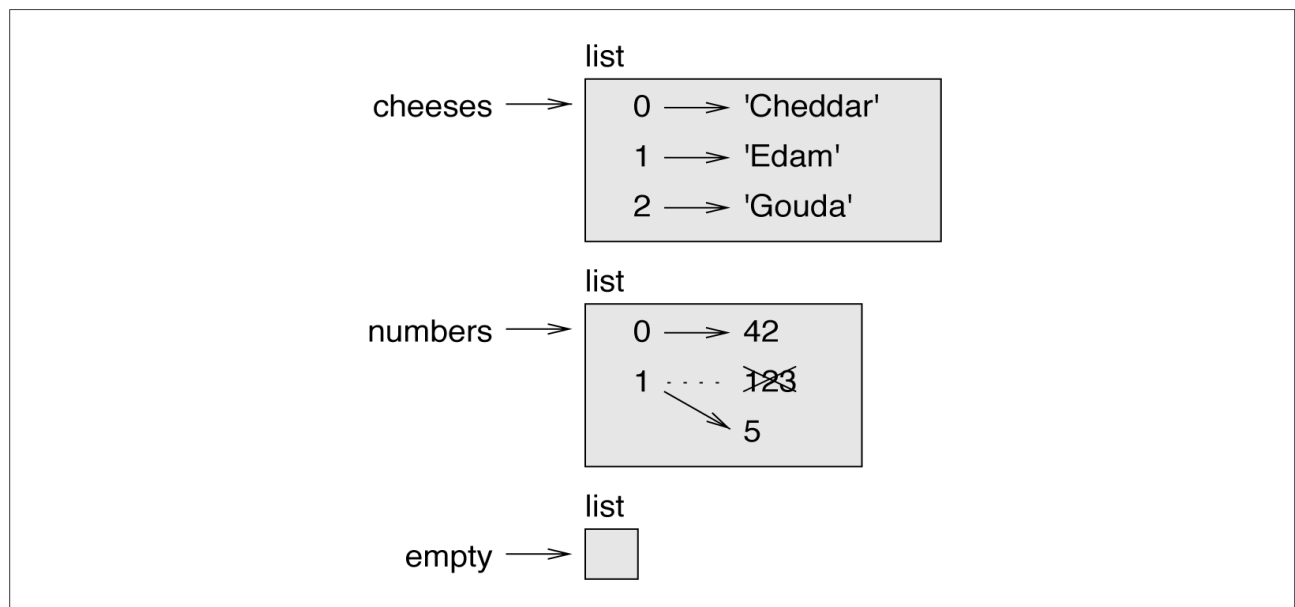 list
cheeses 0 'Cheddar'
1 'Edam'
2 'Gouda'
list
numbers 0 42
1 123
5
list
empty